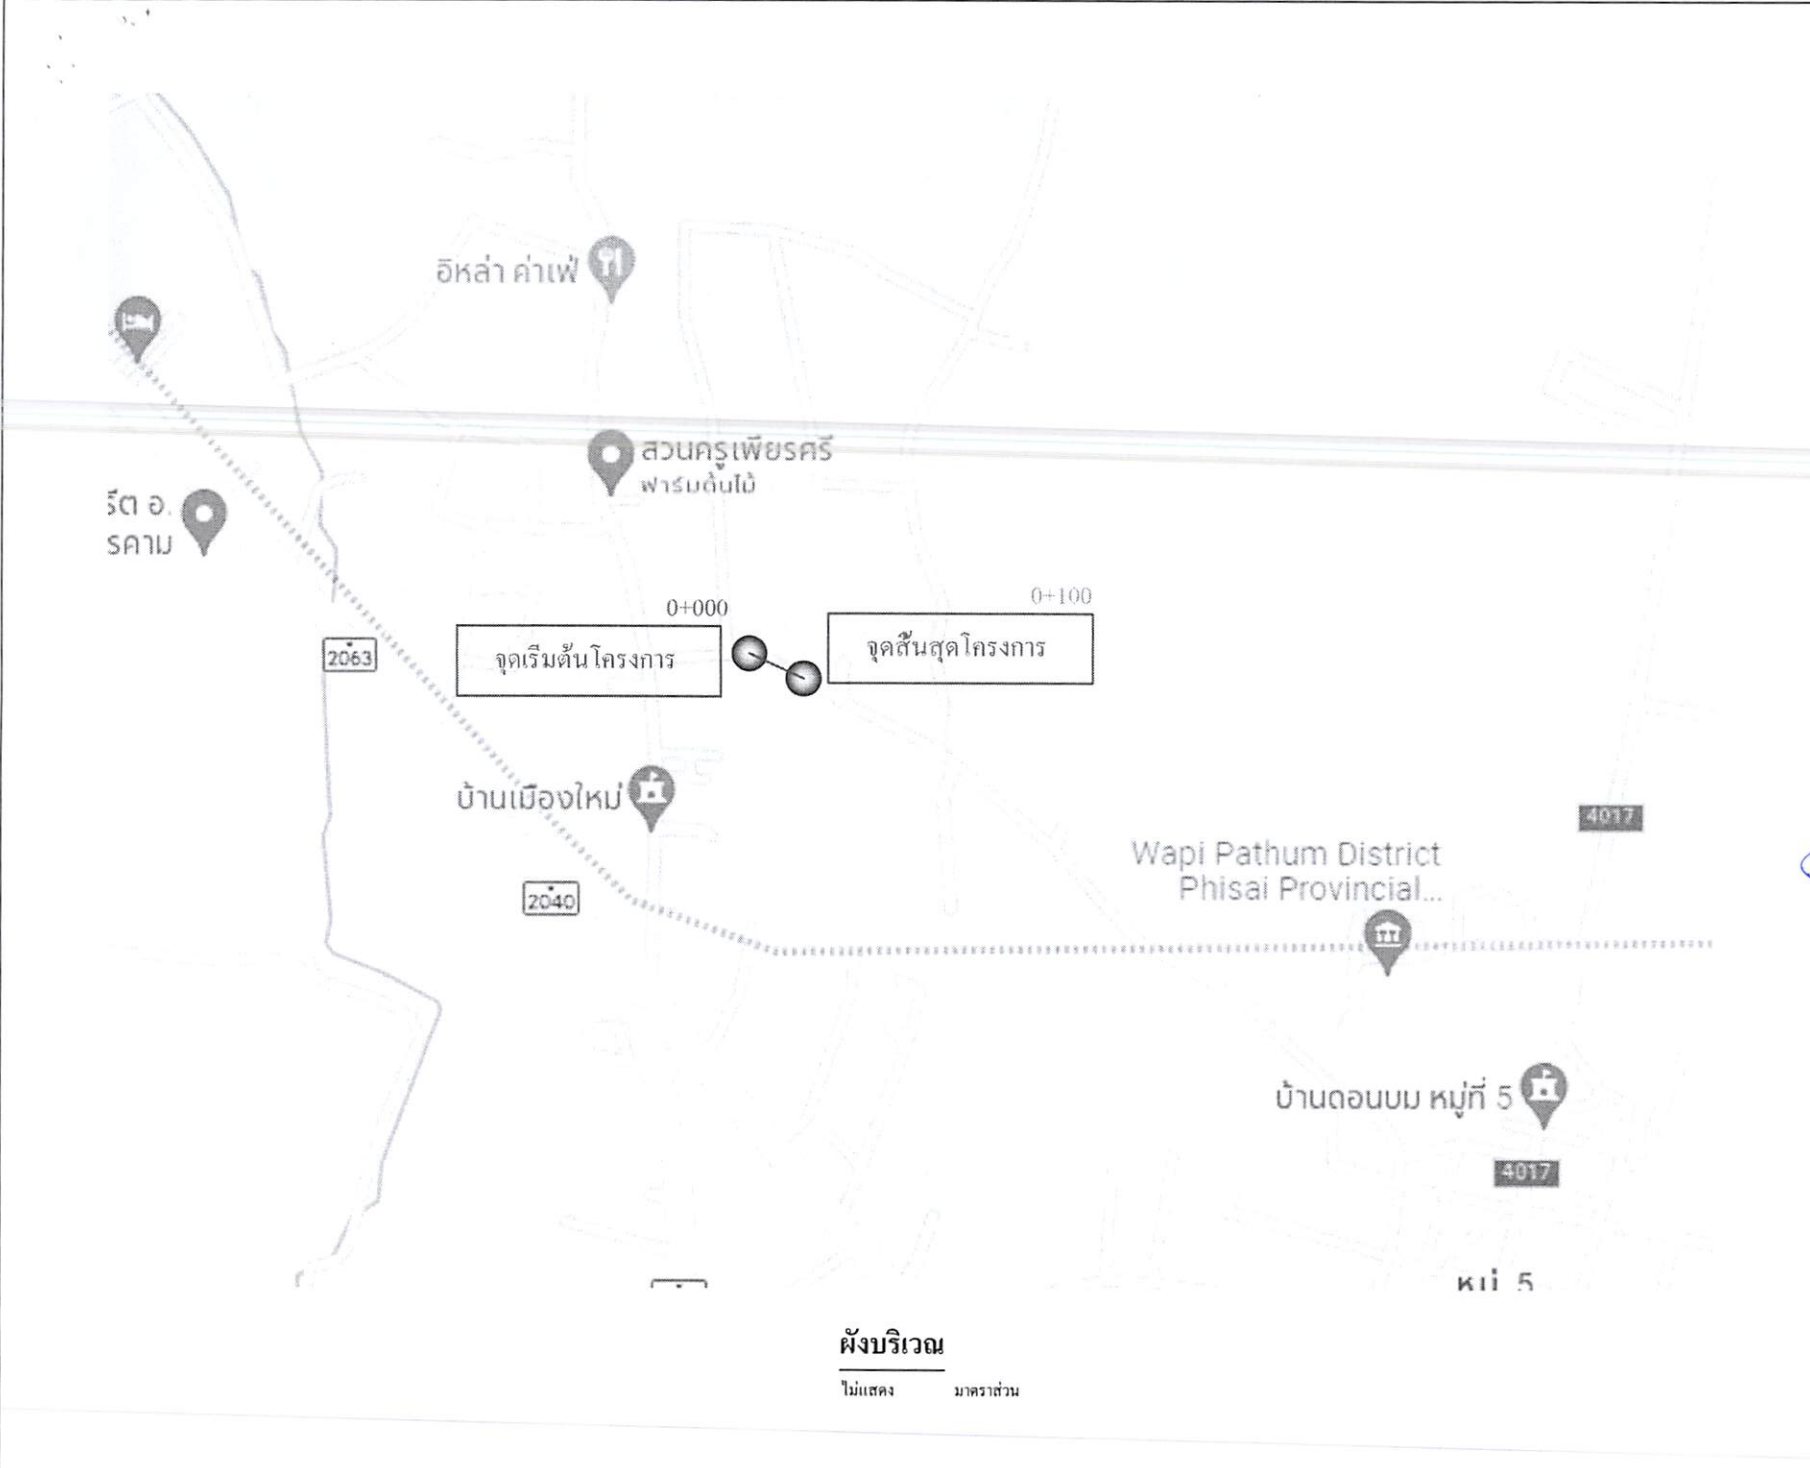 อิหล่า ค่าเฟ่
สวนครูเพียรศรี
ฟาร์มต้นไม้
รีต อ.
รคาม
0+000
0+100
2063
จุดเริ่มต้นโครงการ
จุดสิ้นสุดโครงการ
บ้านเมืองใหม่
4017
Wapi Pathum District
Phisai Provincial...
2040
บ้านดอนบม หมู่ที่ 5
4017
ผังบริเวณ
ไม่แสดง มาตราส่วน